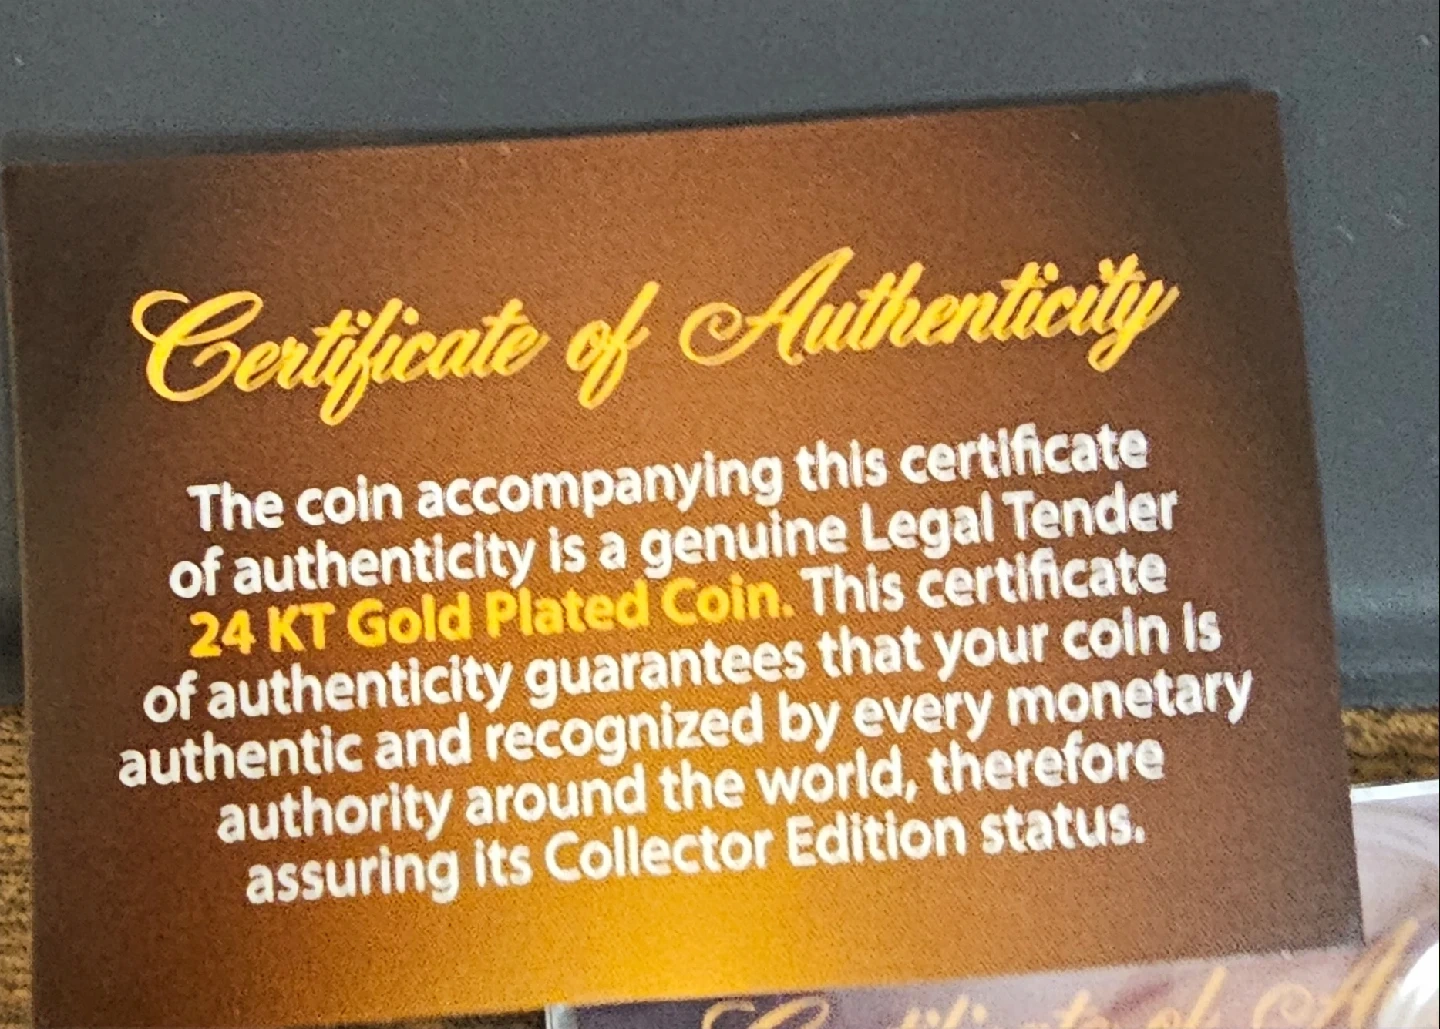 Certificate of Authenticity
The coin accompanying this certificate
of authenticity is a genuine Legal Tender
24 KT Gold Plated Coin. This certificate
of authenticity guarantees that your coin is
authentic and recognized by every monetary
authority around the world, therefore
assuring its Collector Edition status.
Certificate of A